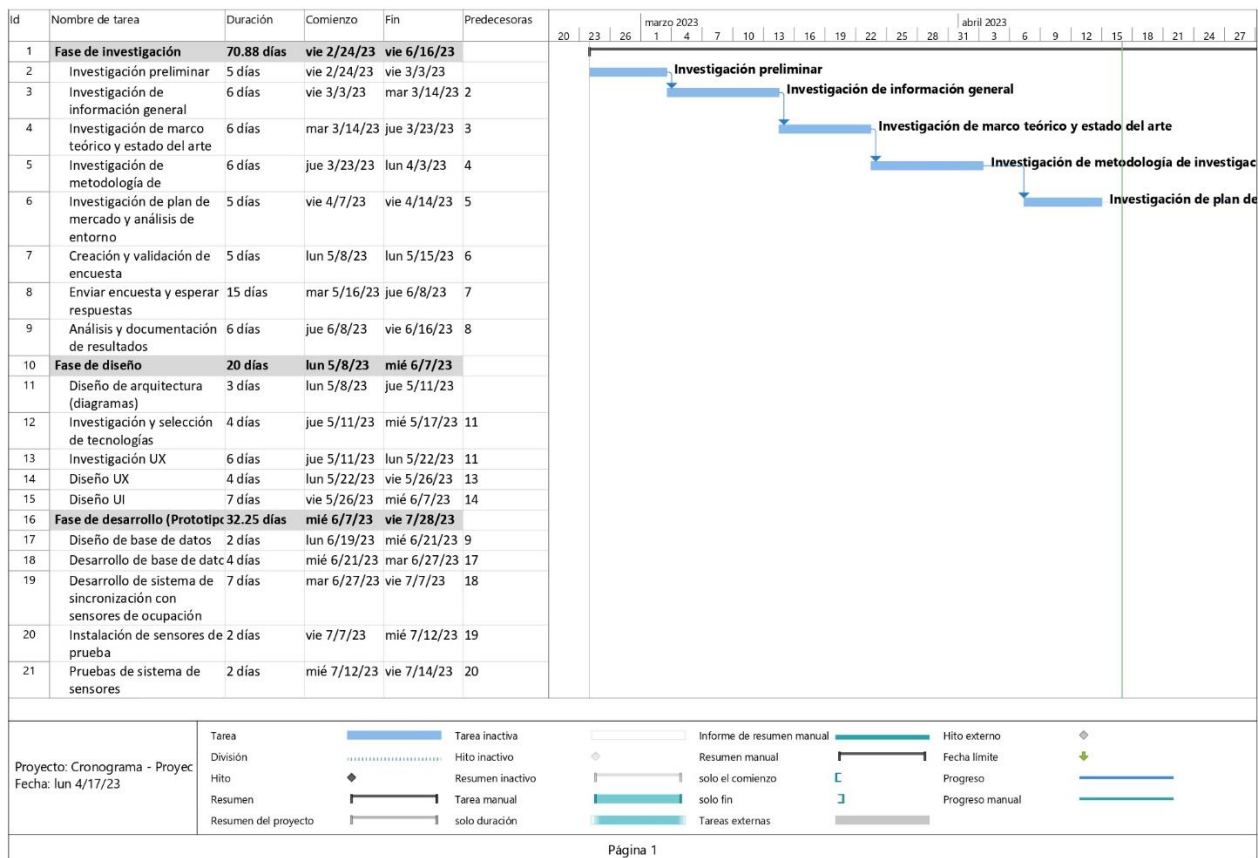 Id Nombre de tarea Duración Comienzo Fin Predecesoras
marzo 2023 abril 2023
20 23 26 1 4 7 10 13 16 19 22 25 28 31 3 6 9 12 15 18 21 24 27
1 Fase de investigación 70.88 días vie 2/24/23 vie 6/16/23
2 Investigación preliminar 5 días vie 2/24/23 vie 3/3/23 Investigación preliminar
3 Investigación de 6 días vie 3/3/23 mar 3/14/23 2 Investigación de información general
información general
4 Investigación de marco 6 días mar 3/14/23 jue 3/23/23 3 Investigación de marco teórico y estado del arte
teórico y estado del arte
5 Investigación de 6 días jue 3/23/23 lun 4/3/23 4 Investigación de metodología de investigac
metodología de
6 Investigación de plan de 5 días vie 4/7/23 vie 4/14/23 5 Investigación de plan de
mercado y análisis de
entorno
7 Creación y validación de 5 días lun 5/8/23 lun 5/15/23 6
encuesta
8 Enviar encuesta y esperar 15 días mar 5/16/23 jue 6/8/23 7
respuestas
9 Análisis y documentación 6 días jue 6/8/23 vie 6/16/23 8
de resultados
10 Fase de diseño 20 días lun 5/8/23 mié 6/7/23
11 Diseño de arquitectura 3 días lun 5/8/23 jue 5/11/23
(diagramas)
12 Investigación y selección 4 días jue 5/11/23 mié 5/17/23 11
de tecnologías
13 Investigación UX 6 días jue 5/11/23 lun 5/22/23 11
14 Diseño UX 4 días lun 5/22/23 vie 5/26/23 13
15 Diseño UI 7 días vie 5/26/23 mié 6/7/23 14
16 Fase de desarrollo (Prototipo 32.25 días mié 6/7/23 vie 7/28/23
17 Diseño de base de datos 2 días lun 6/19/23 mié 6/21/23 9
18 Desarrollo de base de datc 4 días mié 6/21/23 mar 6/27/23 17
19 Desarrollo de sistema de 7 días mar 6/27/23 vie 7/7/23 18
sincronización con
sensores de ocupación
20 Instalación de sensores de 2 días vie 7/7/23 mié 7/12/23 19
prueba
21 Pruebas de sistema de 2 días mié 7/12/23 vie 7/14/23 20
sensores
Proyecto: Cronograma - Proyec
Fecha: lun 4/17/23
Tarea Tarea inactiva Informe de resumen manual Hito externo
División Hito inactivo Resumen manual Fecha límite
Hito Resumen inactivo solo el comienzo Progreso
Resumen Tarea manual solo fin Progreso manual
Resumen del proyecto solo duración Tareas externas
Página 1